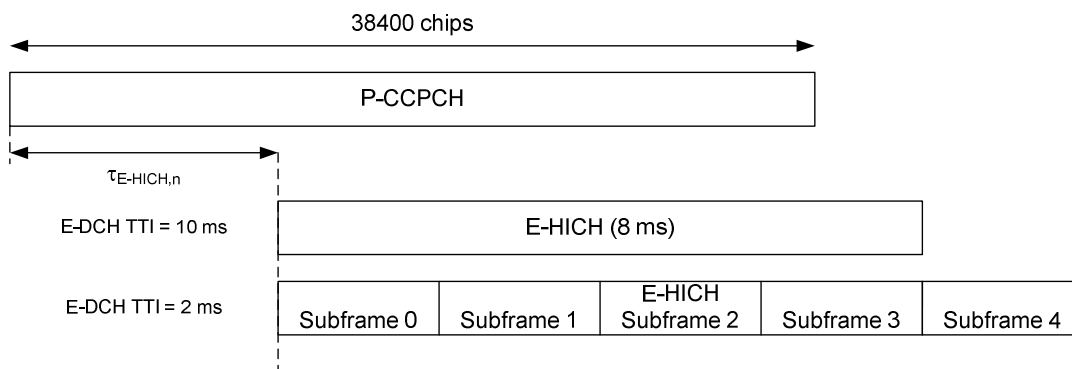 38400 chips
P-CCPCH
τE-HICH,n
E-DCH TTI = 10 ms
E-HICH (8 ms)
E-DCH TTI = 2 ms
E-HICH
Subframe 0 Subframe 1 Subframe 2 Subframe 3 Subframe 4